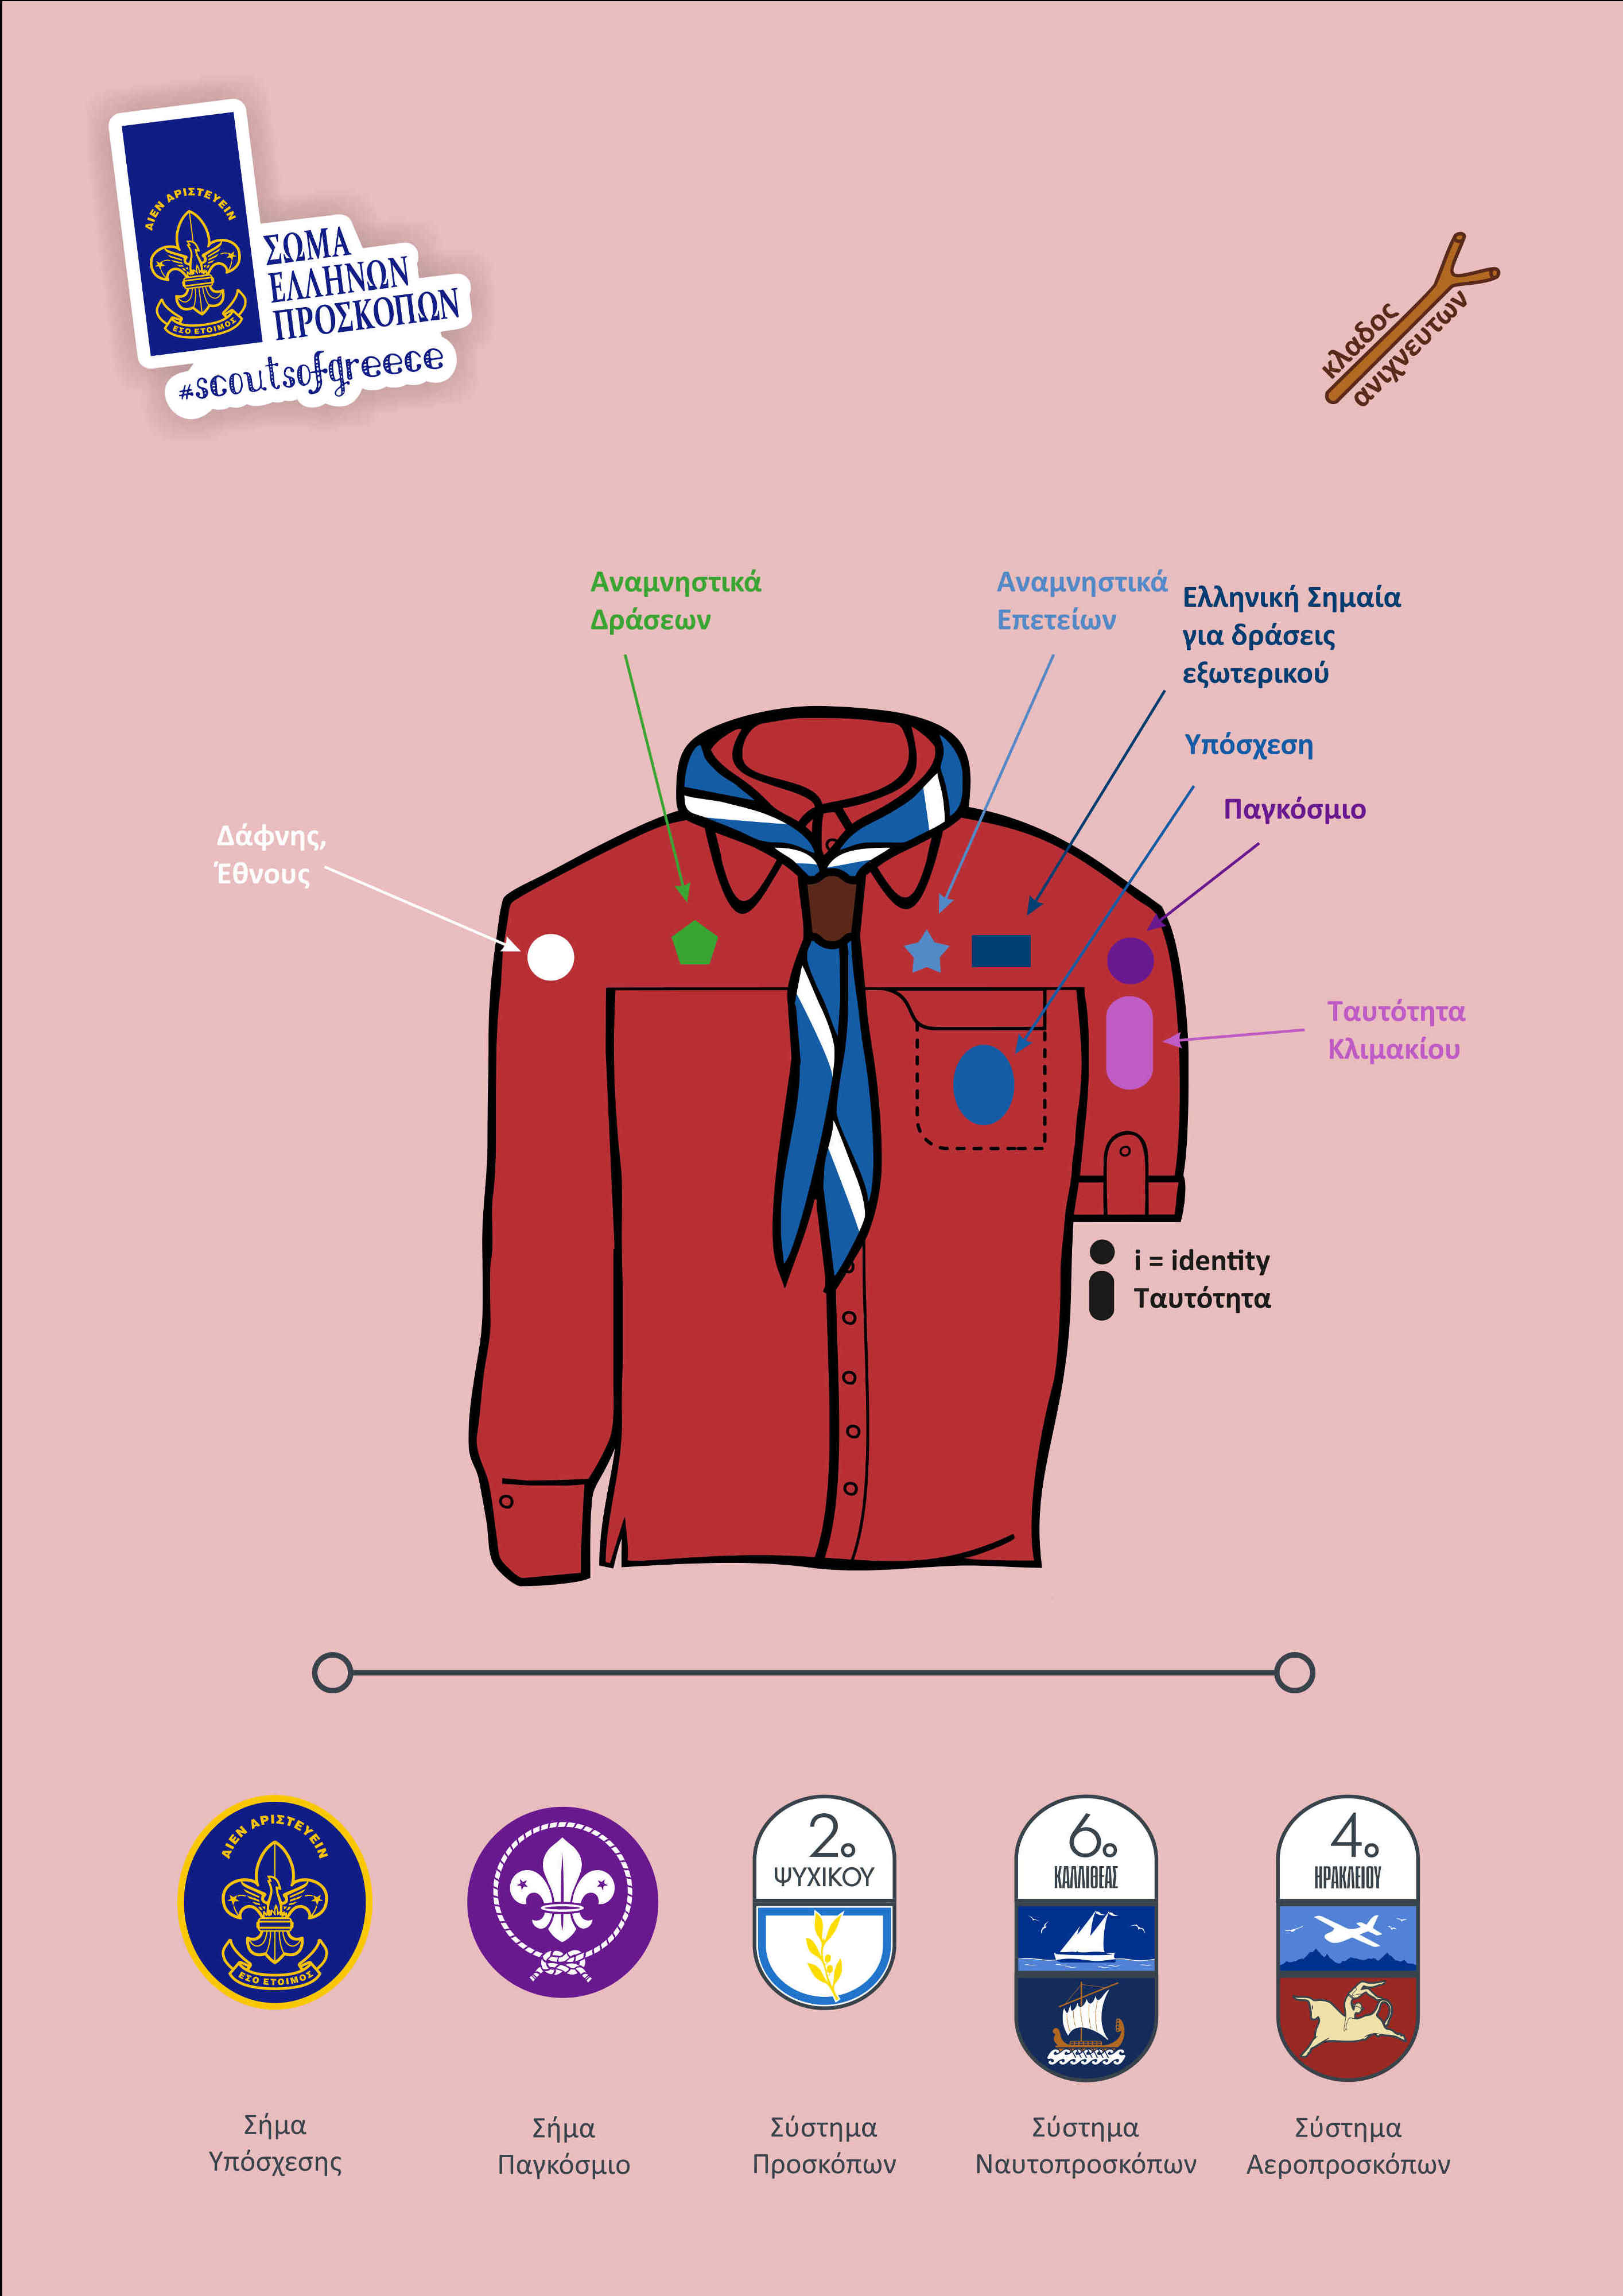 ΑΙΕΝ ΑΡΙΣΤΕΥΕΙΝ
ΕΣΟ ΕΤΟΙΜΟΣ
ΣΩΜΑ
ΕΛΛΗΝΩΝ
ΠΡΟΣΚΟΠΩΝ
#scoutsofgreece
κλαδος
ανιχνευτων
Αναμνηστικά
Δράσεων
Αναμνηστικά
Επετείων
Ελληνική Σημαία
για δράσεις
εξωτερικού
Υπόσχεση
Παγκόσμιο
Δάφνης,
Έθνους
Ταυτότητα
Κλιμακίου
i = identity
Ταυτότητα
ΑΙΕΝ ΑΡΙΣΤΕΥΕΙΝ
ΕΣΟ ΕΤΟΙΜΟΣ
Σήμα
Υπόσχεσης
Σήμα
Παγκόσμιο
2ο
ΨΥΧΙΚΟΥ
Σύστημα
Προσκόπων
6ο
ΚΑΛΛΙΘΕΑΣ
Σύστημα
Ναυτοπροσκόπων
4ο
ΗΡΑΚΛΕΙΟΥ
Σύστημα
Αεροπροσκόπων